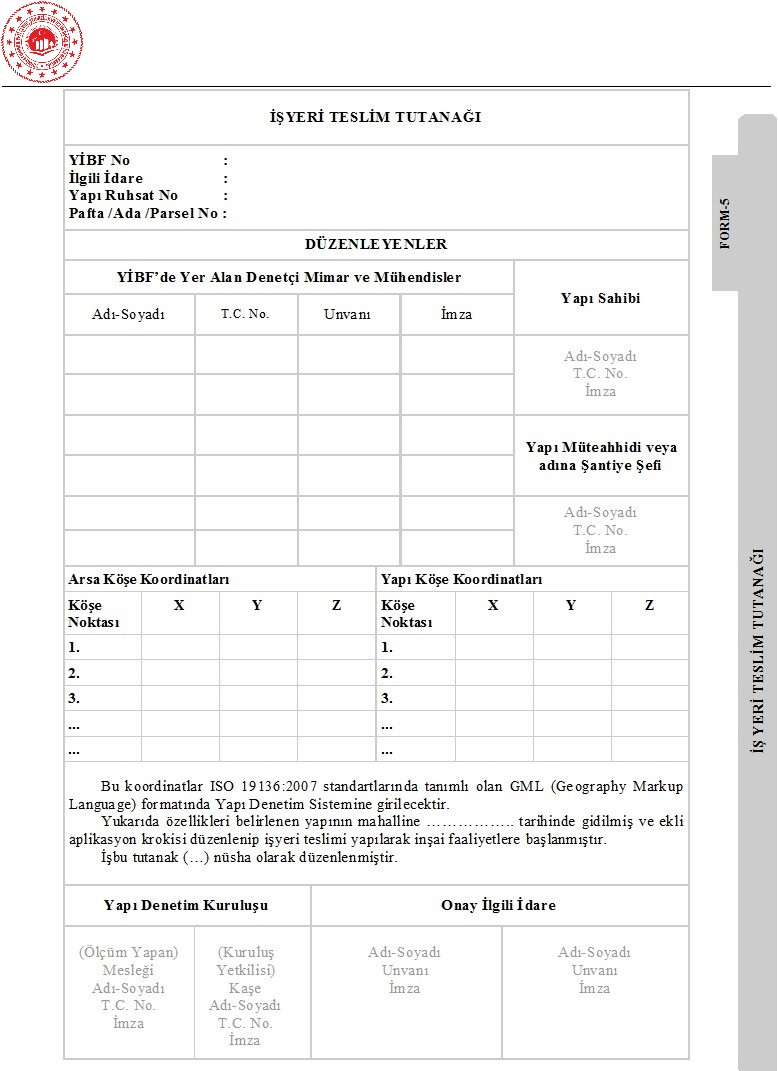 İŞYERİ TESLİM TUTANAĞI
YİBF No :
İlgili İdare :
Yapı Ruhsat No :
Pafta /Ada /Parsel No :
DÜZENLEYENLER
YİBF’de Yer Alan Denetçi Mimar ve Mühendisler
Yapı Sahibi
Adı-Soyadı T.C. No. Unvanı İmza
Adı-Soyadı
T.C. No.
İmza
Yapı Müteahhidi veya
adına Şantiye Şefi
Adı-Soyadı
T.C. No.
İmza
Arsa Köşe Koordinatları Yapı Köşe Koordinatları
Köşe X Y Z Köşe X Y Z
Noktası Noktası
1. 1.
2. 2.
3. 3.
... ...
... ...
Bu koordinatlar ISO 19136:2007 standartlarında tanımlı olan GML (Geography Markup
Language) formatında Yapı Denetim Sistemine girilecektir.
Yukarıda özellikleri belirlenen yapının mahalline …………….. tarihinde gidilmiş ve ekli
aplikasyon krokisi düzenlenip işyeri teslimi yapılarak inşai faaliyetlere başlanmıştır.
İşbu tutanak (…) nüsha olarak düzenlenmiştir.
Yapı Denetim Kuruluşu Onay İlgili İdare
(Ölçüm Yapan)
Mesleği
Adı-Soyadı
T.C. No.
İmza
(Kuruluş
Yetkilisi)
Kaşe
Adı-Soyadı
T.C. No.
İmza
Adı-Soyadı
Unvanı
İmza
Adı-Soyadı
Unvanı
İmza
FORM-5
İŞ YERİ TESLİM TUTANAĞI